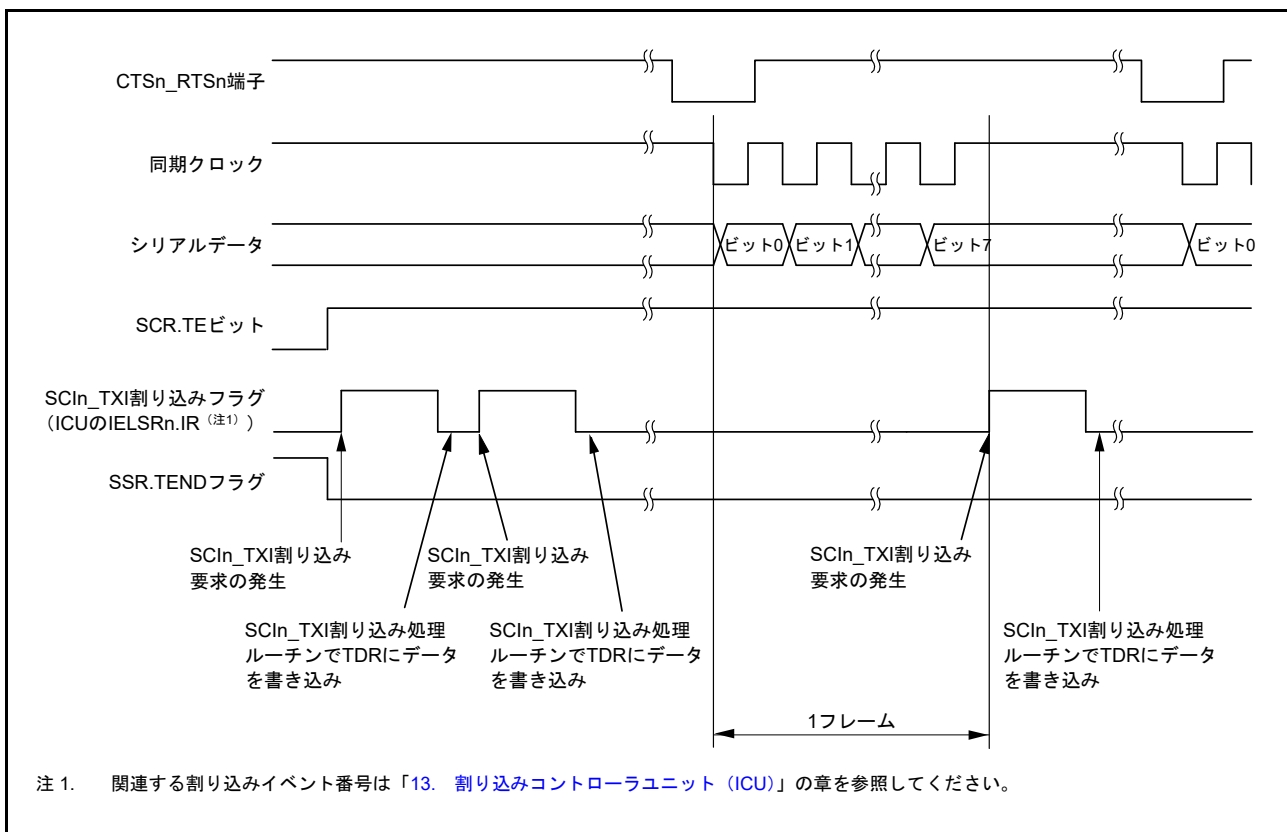 CTSn_RTSn端子
同期クロック
シリアルデータ
ビット0
ビット1
ビット7
ビット0
SCR.TEビット
SCIn_TXI割り込みフラグ
（ICUのIELSRn.IR（注1））
SSR.TENDフラグ
SCIn_TXI割り込み
要求の発生
SCIn_TXI割り込み
要求の発生
SCIn_TXI割り込み
要求の発生
SCIn_TXI割り込み処理
ルーチンでTDRにデータ
を書き込み
SCIn_TXI割り込み処理
ルーチンでTDRにデータ
を書き込み
SCIn_TXI割り込み処理
ルーチンでTDRにデータ
を書き込み
1フレーム
注 1. 関連する割り込みイベント番号は「13. 割り込みコントローラユニット（ICU）」の章を参照してください。